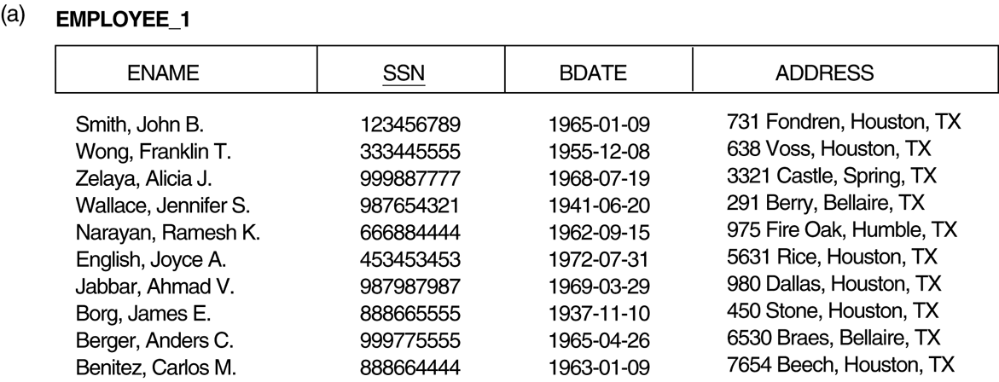 (a) EMPLOYEE_1
ENAME SSN BDATE ADDRESS
Smith, John B. 123456789 1965-01-09 731 Fondren, Houston, TX
Wong, Franklin T. 333445555 1955-12-08 638 Voss, Houston, TX
Zelaya, Alicia J. 999887777 1968-07-19 3321 Castle, Spring, TX
Wallace, Jennifer S. 987654321 1941-06-20 291 Berry, Bellaire, TX
Narayan, Ramesh K. 666884444 1962-09-15 975 Fire Oak, Humble, TX
English, Joyce A. 453453453 1972-07-31 5631 Rice, Houston, TX
Jabbar, Ahmad V. 987987987 1969-03-29 980 Dallas, Houston, TX
Borg, James E. 888665555 1937-11-10 450 Stone, Houston, TX
Berger, Anders C. 999775555 1965-04-26 6530 Braes, Bellaire, TX
Benitez, Carlos M. 888664444 1963-01-09 7654 Beech, Houston, TX